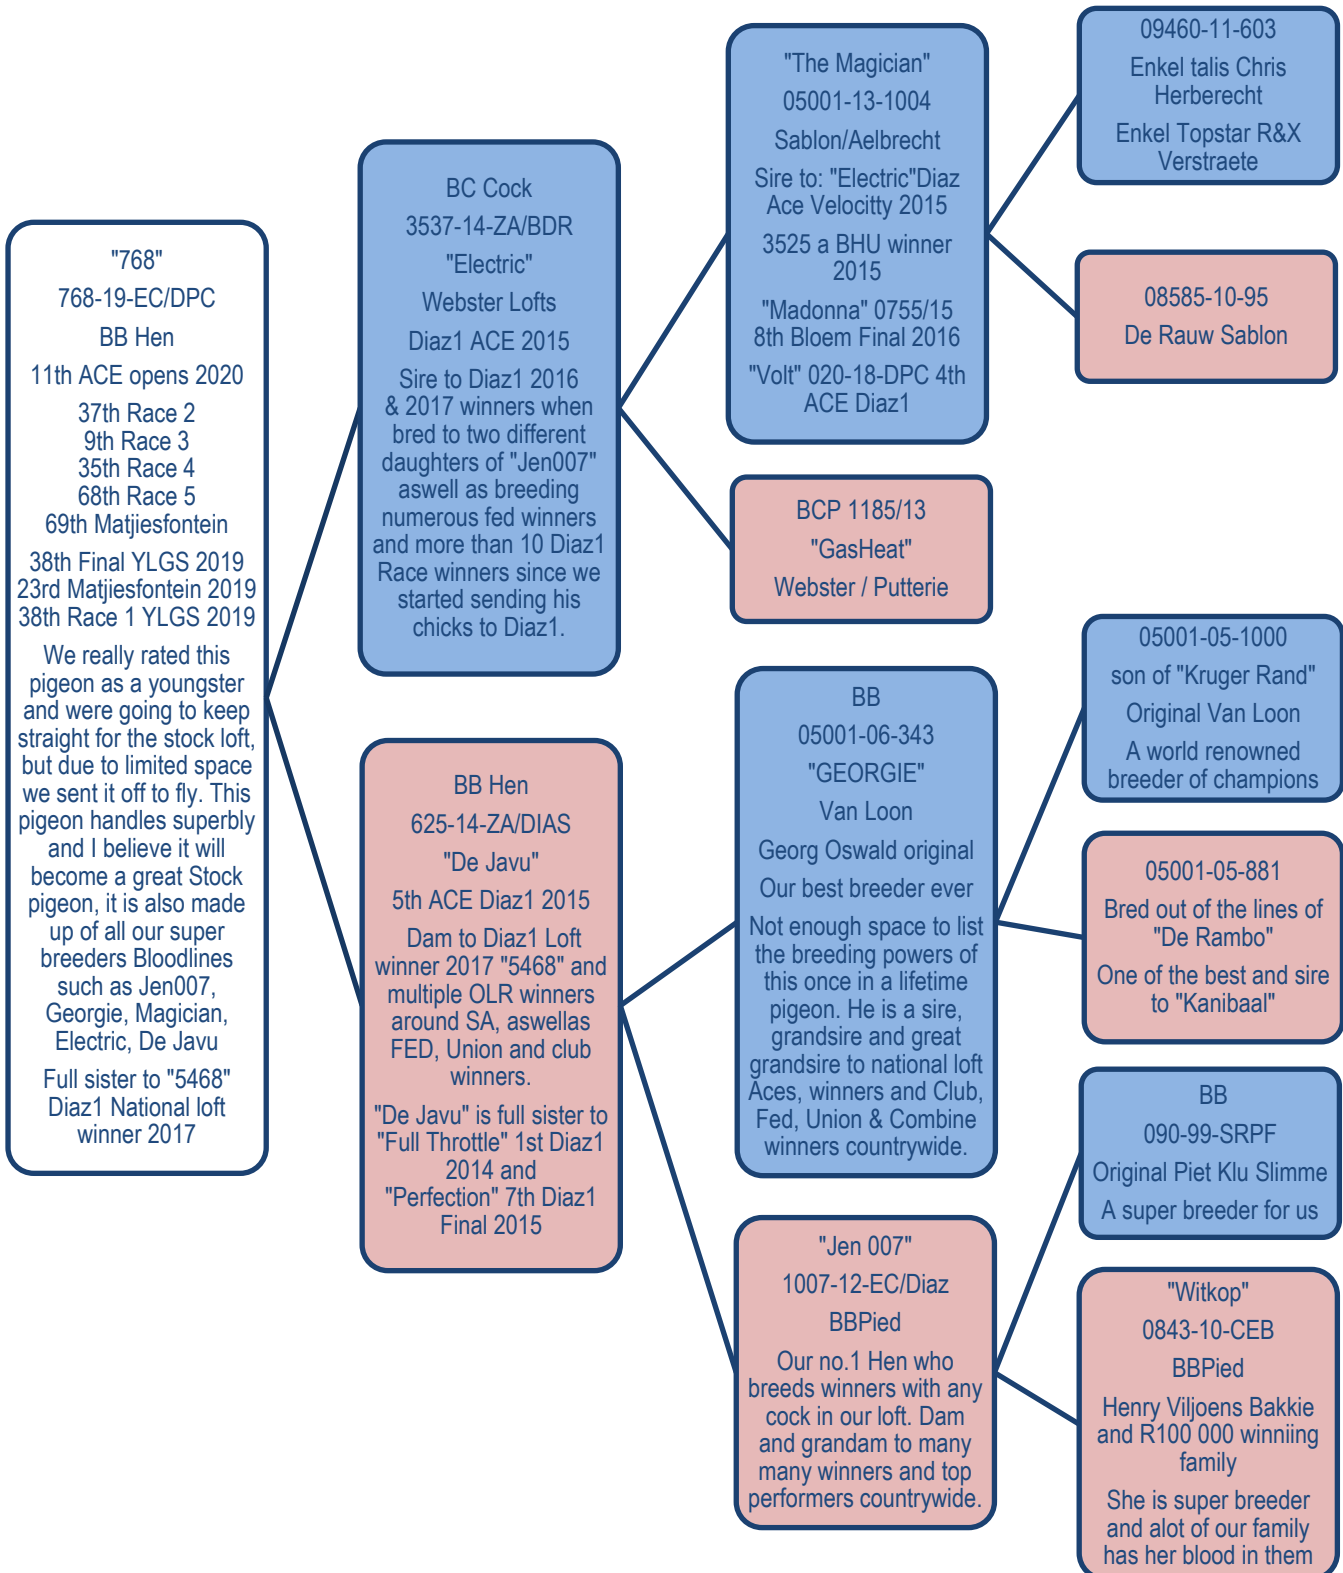 "768"
768-19-EC/DPC
BB Hen
11th ACE opens 2020
37th Race 2
9th Race 3
35th Race 4
68th Race 5
69th Matjiesfontein
38th Final YLGS 2019
23rd Matjiesfontein 2019
38th Race 1 YLGS 2019
We really rated this
pigeon as a youngster
and were going to keep
straight for the stock loft,
but due to limited space
we sent it off to fly. This
pigeon handles superbly
and I believe it will
become a great Stock
pigeon, it is also made
up of all our super
breeders Bloodlines
such as Jen007,
Georgie, Magician,
Electric, De Javu
Full sister to "5468"
Diaz1 National loft
winner 2017
BC Cock
3537-14-ZA/BDR
"Electric"
Webster Lofts
Diaz1 ACE 2015
Sire to Diaz1 2016
& 2017 winners when
bred to two different
daughters of "Jen007"
aswell as breeding
numerous fed winners
and more than 10 Diaz1
Race winners since we
started sending his
chicks to Diaz1.
BB Hen
625-14-ZA/DIAS
"De Javu"
5th ACE Diaz1 2015
Dam to Diaz1 Loft
winner 2017 "5468" and
multiple OLR winners
around SA, aswellas
FED, Union and club
winners.
"De Javu" is full sister to
"Full Throttle" 1st Diaz1
2014 and
"Perfection" 7th Diaz1
Final 2015
"The Magician"
05001-13-1004
Sablon/Aelbrecht
Sire to: "Electric"Diaz
Ace Velocitty 2015
3525 a BHU winner
2015
"Madonna" 0755/15
8th Bloem Final 2016
"Volt" 020-18-DPC 4th
ACE Diaz1
BCP 1185/13
"GasHeat"
Webster / Putterie
BB
05001-06-343
"GEORGIE"
Van Loon
Georg Oswald original
Our best breeder ever
Not enough space to list
the breeding powers of
this once in a lifetime
pigeon. He is a sire,
grandsire and great
grandsire to national loft
Aces, winners and Club,
Fed, Union & Combine
winners countrywide.
"Jen 007"
1007-12-EC/Diaz
BBPied
Our no.1 Hen who
breeds winners with any
cock in our loft. Dam
and grandam to many
many winners and top
performers countrywide.
09460-11-603
Enkel talis Chris
Herberecht
Enkel Topstar R&X
Verstraete
08585-10-95
De Rauw Sablon
05001-05-1000
son of "Kruger Rand"
Original Van Loon
A world renowned
breeder of champions
05001-05-881
Bred out of the lines of
"De Rambo"
One of the best and sire
to "Kanibaal"
BB
090-99-SRPF
Original Piet Klu Slimme
A super breeder for us
"Witkop"
0843-10-CEB
BBPied
Henry Viljoens Bakkie
and R100 000 winniing
family
She is super breeder
and alot of our family
has her blood in them